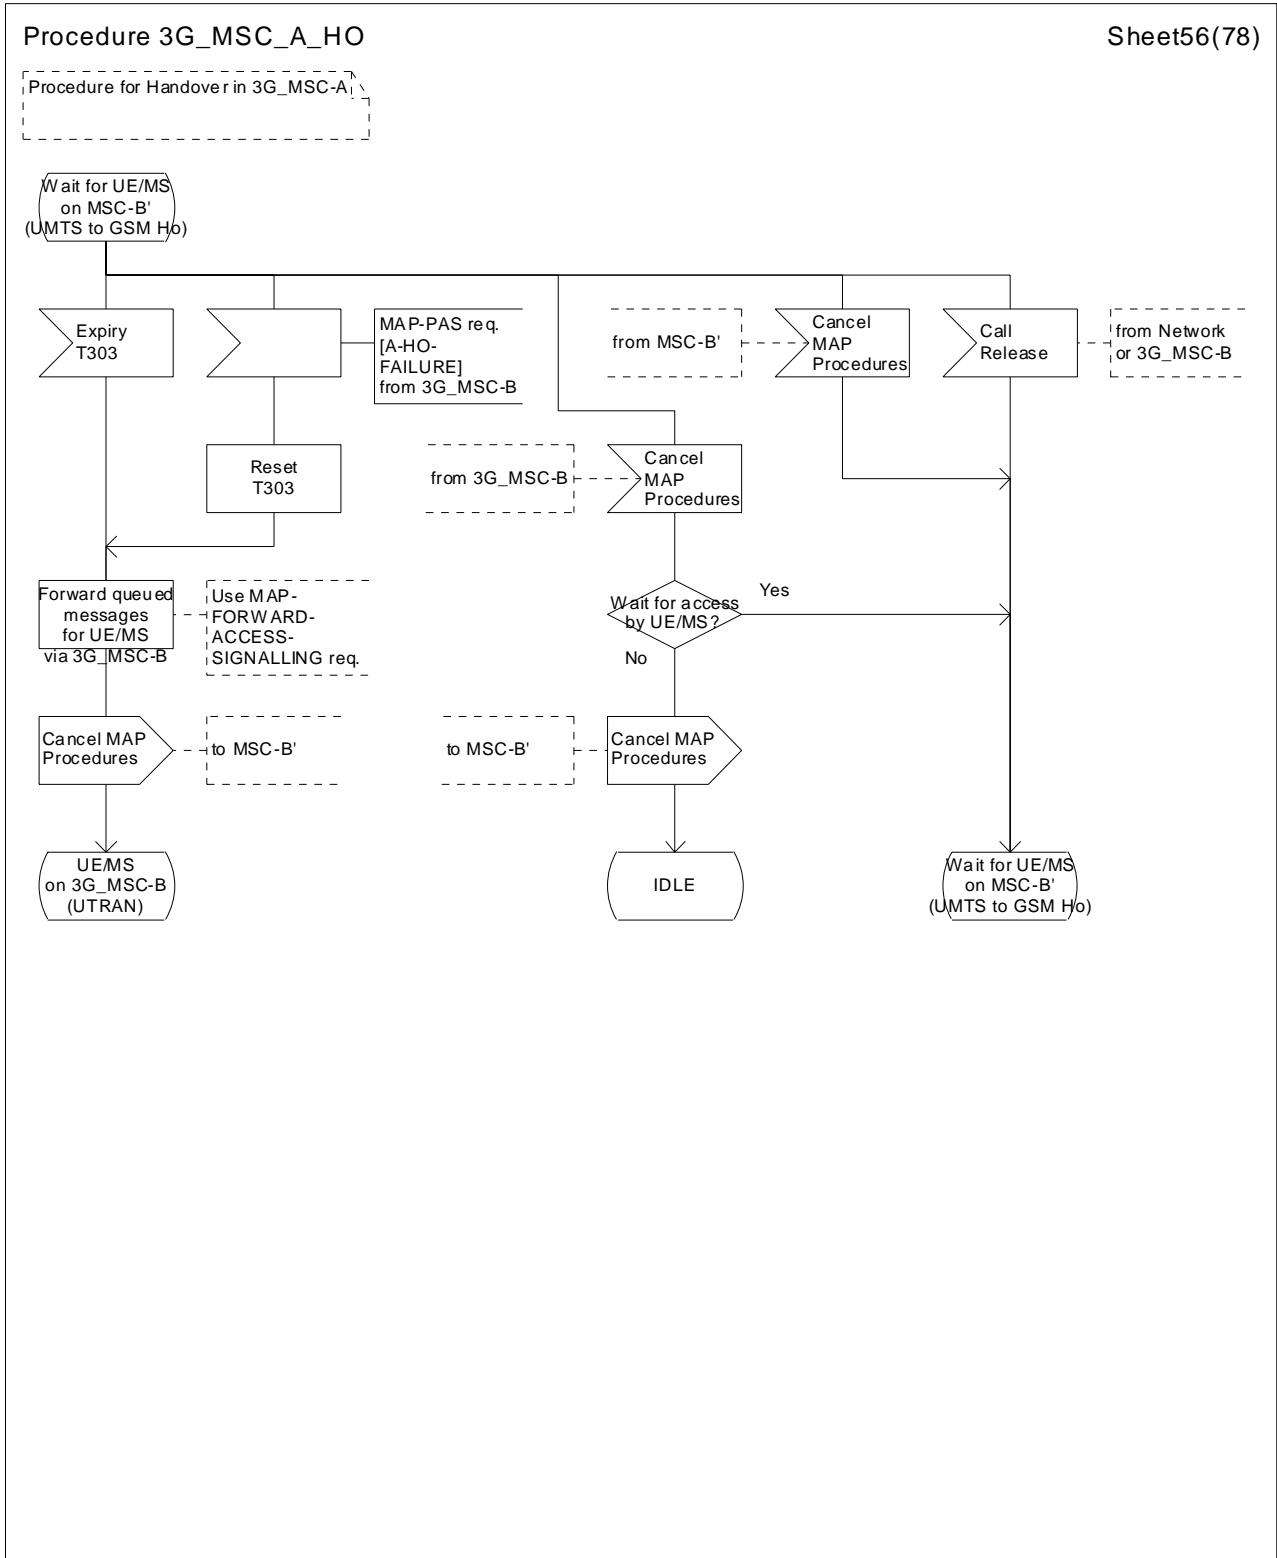 Procedure 3G_MSC_A_HO
Sheet56(78)
Procedure for Handover in 3G_MSC-A
Wait for UE/MS
on MSC-B'
(UMTS to GSM Ho)
Expiry
T303
MAP-PAS req.
[A-HO-
FAILURE]
from 3G_MSC-B
from MSC-B'
Cancel
MAP
Procedures
Call
Release
from Network
or 3G_MSC-B
Reset
T303
from 3G_MSC-B
Cancel
MAP
Procedures
Forward queued
messages
for UE/MS
via 3G_MSC-B
Use MAP-
FORWARD-
ACCESS-
SIGNALLING req.
Wait for access
by UE/MS?
Yes
No
Cancel MAP
Procedures
to MSC-B'
to MSC-B'
Cancel MAP
Procedures
UE/MS
on 3G_MSC-B
(UTRAN)
IDLE
Wait for UE/MS
on MSC-B'
(UMTS to GSM Ho)